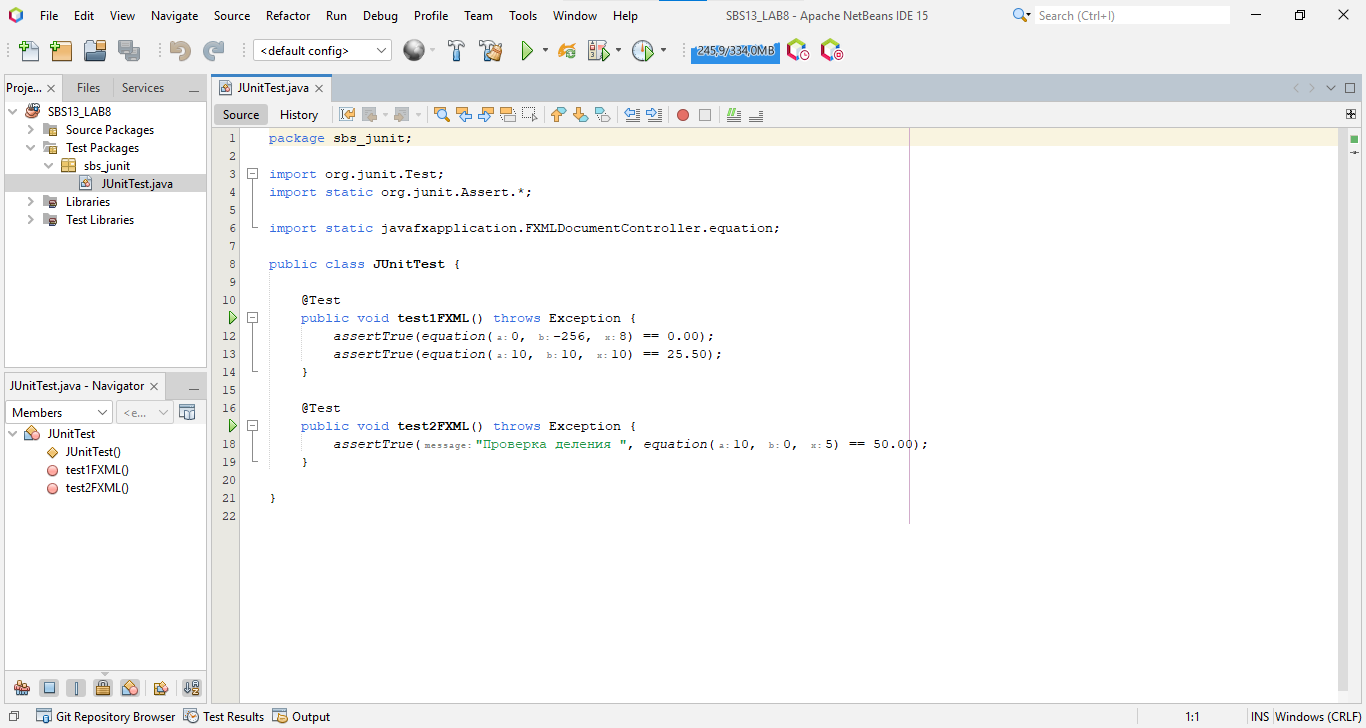 File Edit View Navigate Source Refactor Run Debug Profile Team Tools Window Help SBS13_LAB8 - Apache NetBeans IDE 15 Search (Ctrl+I)
<default config> 245,9/334,0MB
Proje... Files Services
SBS13_LAB8
Source Packages
Test Packages
sbs_junit
JUnitTest.java
Libraries
Test Libraries
JUnitTest.java - Navigator
Members <e...
JUnitTest
JUnitTest()
test1FXML()
test2FXML()
JUnitTest.java
Source History
1 package sbs_junit;
2
3 import org.junit.Test;
4 import static org.junit.Assert.*;
5
6 import static javafxapplication.FXMLDocumentController.equation;
7
8 public class JUnitTest {
9
10 @Test
public void test1FXML() throws Exception {
12 assertTrue(equation(a: 0, b: -256, x: 8) == 0.00);
13 assertTrue(equation(a: 10, b: 10, x: 10) == 25.50);
14 }
15
16 @Test
public void test2FXML() throws Exception {
18 assertTrue(message: "Проверка деления ", equation(a: 10, b: 0, x: 5) == 50.00);
19 }
20
21 }
22
Git Repository Browser Test Results Output 1:1 INS Windows (CRLF)